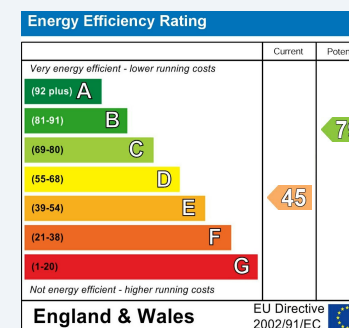 Energy Efficiency Rating
Current
Very energy efficient - lower running costs
(92 plus) A
(81-91) B
(69-80) C
(55-68) D
(39-54) E
45
(21-38) F
(1-20) G
Not energy efficient - higher running costs
England & Wales
EU Directive
2002/91/EC